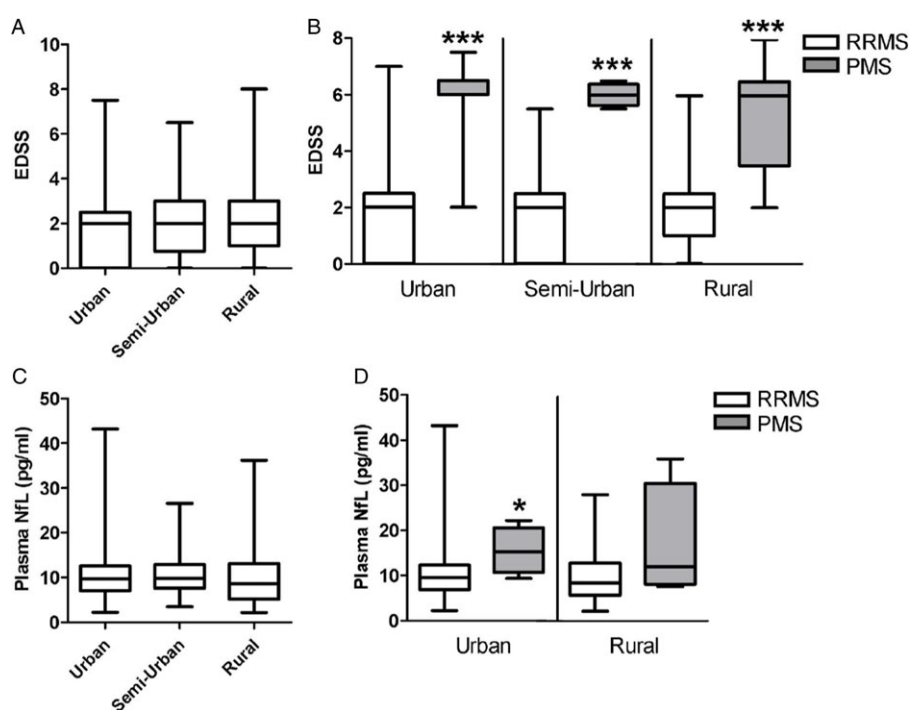 A
EDSS
10
8
6
4
2
0
Urban
Semi-Urban
Rural
B
EDSS
8
6
4
2
0
***
***
***
Urban
Semi-Urban
Rural
RRMS
PMS
C
Plasma NfL (pg/ml)
50
40
30
20
10
0
Urban
Semi-Urban
Rural
D
Plasma NfL (pg/ml)
50
40
30
20
10
0
*
Urban
Rural
RRMS
PMS